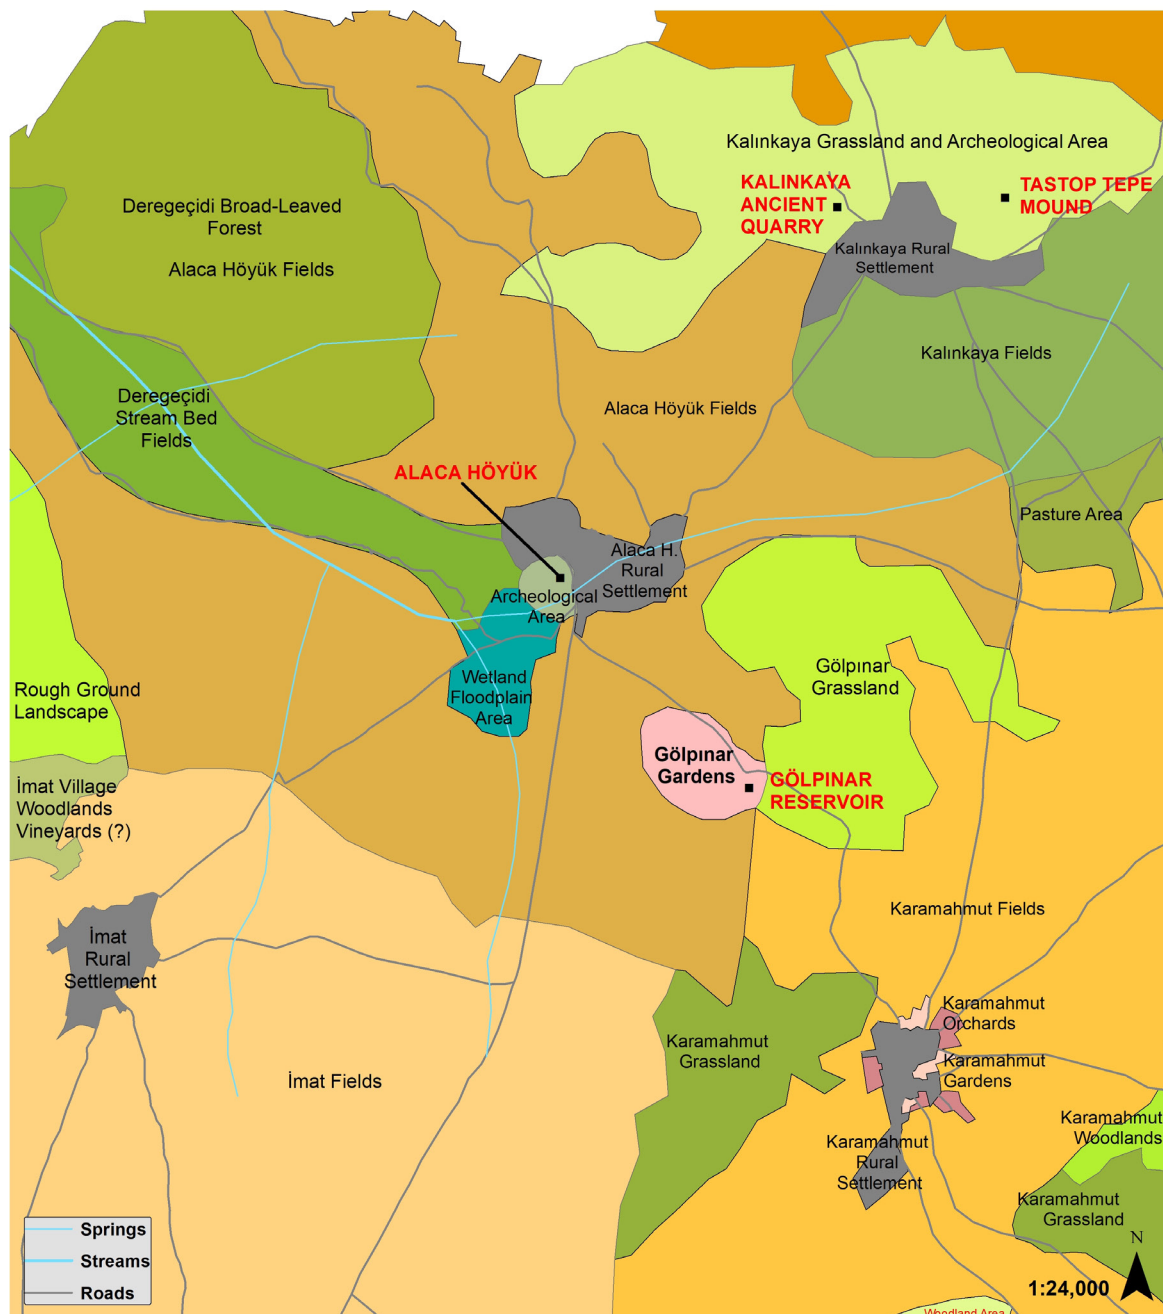 Kalınkaya Grassland and Archeological Area
KALINKAYA
ANCIENT
QUARRY
TASTOP TEPE
MOUND
Deregeçidi Broad-Leaved
Forest
Alaca Höyük Fields
Kalınkaya Rural
Settlement
Kalınkaya Fields
Deregeçidi
Stream Bed
Fields
Alaca Höyük Fields
ALACA HÖYÜK
Pasture Area
Alaca H.
Rural
Settlement
Archeological
Area
Gölpınar
Grassland
Wetland
Floodplain
Area
Rough Ground
Landscape
Gölpınar
Gardens
GÖLPINAR
RESERVOIR
İmat Village
Woodlands
Vineyards (?)
Karamahmut Fields
İmat
Rural
Settlement
Karamahmut
Orchards
Karamahmut
Grassland
Karamahmut
Gardens
İmat Fields
Karamahmut
Woodlands
Karamahmut
Rural
Settlement
Karamahmut
Grassland
Springs
Streams
Roads
N
1:24,000
Woodland Area